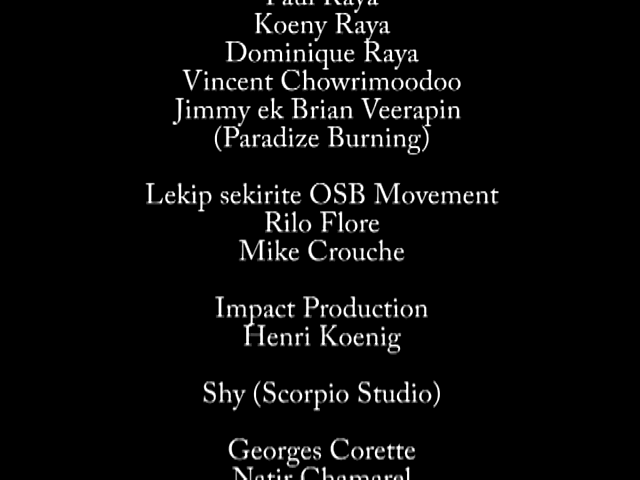 Paul Raya
Koeny Raya
Dominique Raya
Vincent Chowrimoodoo
Jimmy ek Brian Veerapin
(Paradize Burning)
Lekip sekirite OSB Movement
Rilo Flore
Mike Crouche
Impact Production
Henri Koenig
Shy (Scorpio Studio)
Georges Corette
Natir Chamarel